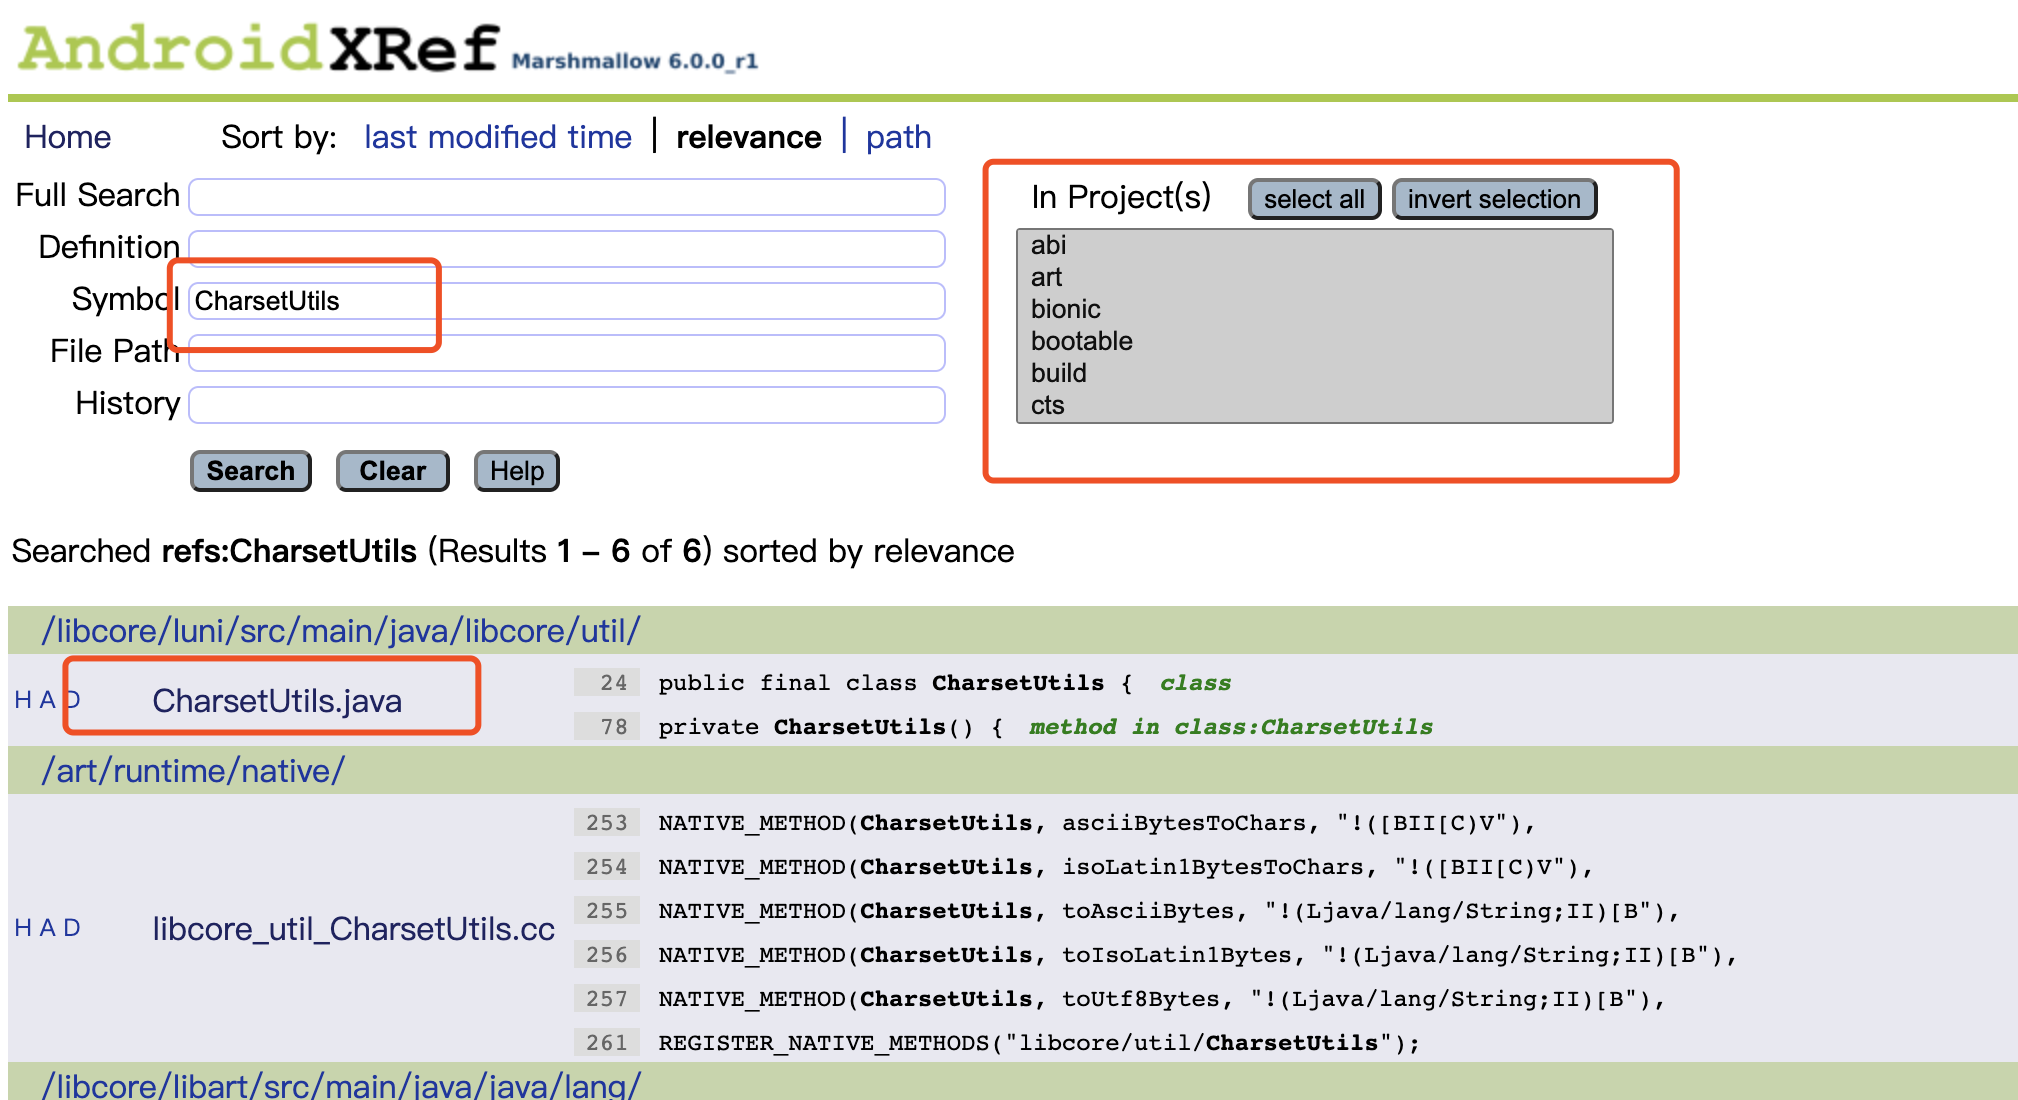 AndroidXRef Marshmallow 6.0.0_r1
Home Sort by: last modified time | relevance | path
Full Search
Definition
Symbol CharsetUtils
File Path
History
Search Clear Help
In Project(s) select all invert selection
abi
art
bionic
bootable
build
cts
Searched refs:CharsetUtils (Results 1 – 6 of 6) sorted by relevance
/libcore/luni/src/main/java/libcore/util/
H A D CharsetUtils.java
24 public final class CharsetUtils { class
78 private CharsetUtils() { method in class:CharsetUtils
/art/runtime/native/
H A D libcore_util_CharsetUtils.cc
253 NATIVE_METHOD(CharsetUtils, asciiBytesToChars, "!([BII[C)V"),
254 NATIVE_METHOD(CharsetUtils, isoLatin1BytesToChars, "!([BII[C)V"),
255 NATIVE_METHOD(CharsetUtils, toAsciiBytes, "!(Ljava/lang/String;II)[B"),
256 NATIVE_METHOD(CharsetUtils, toIsoLatin1Bytes, "!(Ljava/lang/String;II)[B"),
257 NATIVE_METHOD(CharsetUtils, toUtf8Bytes, "!(Ljava/lang/String;II)[B"),
261 REGISTER_NATIVE_METHODS("libcore/util/CharsetUtils");
/libcore/libart/src/main/java/java/lang/